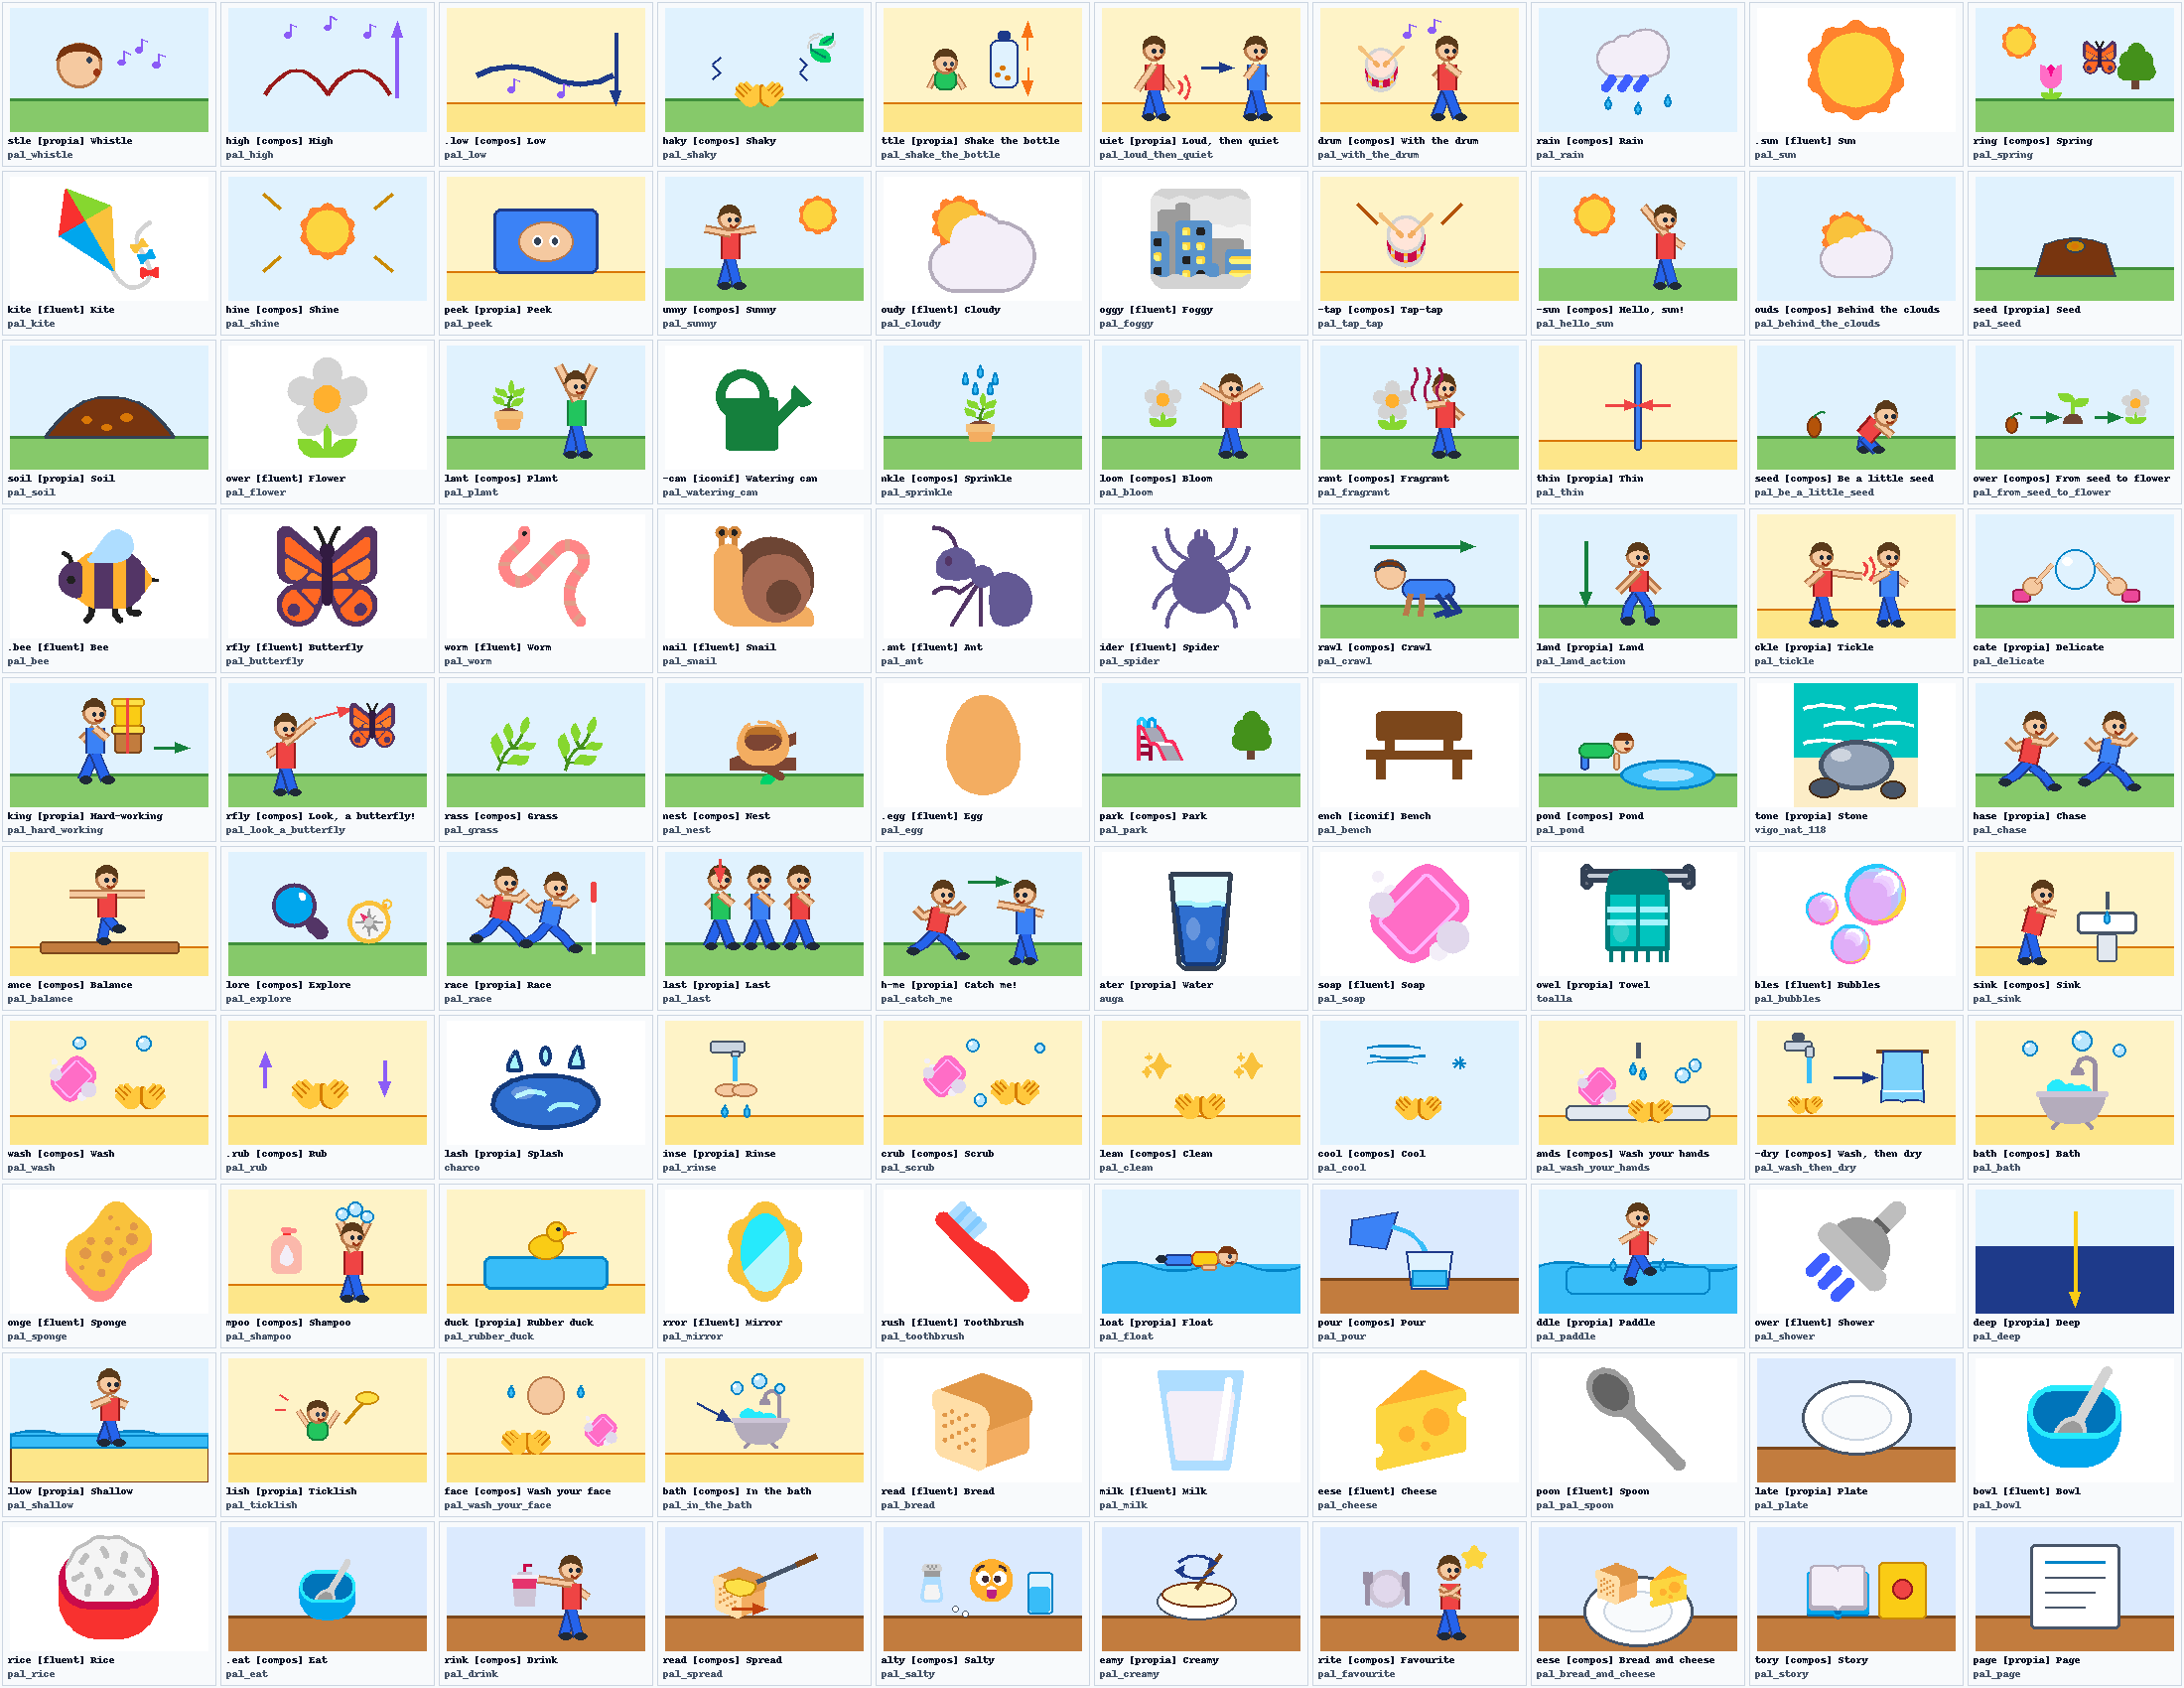 stle [propia] Whistle
pal_whistle
high [compos] High
pal_high
.low [compos] Low
pal_low
haky [compos] Shaky
pal_shaky
ttle [propia] Shake the bottle
pal_shake_the_bottle
uiet [propia] Loud, then quiet
pal_loud_then_quiet
drum [compos] With the drum
pal_with_the_drum
rain [compos] Rain
pal_rain
.sun [fluent] Sun
pal_sun
ring [compos] Spring
pal_spring
kite [fluent] Kite
pal_kite
hine [compos] Shine
pal_shine
peek [propia] Peek
pal_peek
unny [compos] Sunny
pal_sunny
oudy [fluent] Cloudy
pal_cloudy
oggy [fluent] Foggy
pal_foggy
-tap [compos] Tap-tap
pal_tap_tap
-sun [compos] Hello, sun!
pal_hello_sun
ouds [compos] Behind the clouds
pal_behind_the_clouds
seed [propia] Seed
pal_seed
soil [propia] Soil
pal_soil
ower [fluent] Flower
pal_flower
lant [compos] Plant
pal_plant
-can [iconif] Watering can
pal_watering_can
nkle [compos] Sprinkle
pal_sprinkle
loom [compos] Bloom
pal_bloom
rant [compos] Fragrant
pal_fragrant
thin [propia] Thin
pal_thin
seed [compos] Be a little seed
pal_be_a_little_seed
ower [compos] From seed to flower
pal_from_seed_to_flower
.bee [fluent] Bee
pal_bee
rfly [fluent] Butterfly
pal_butterfly
worm [fluent] Worm
pal_worm
nail [fluent] Snail
pal_snail
.ant [fluent] Ant
pal_ant
ider [fluent] Spider
pal_spider
rawl [compos] Crawl
pal_crawl
land [propia] Land
pal_land_action
ckle [propia] Tickle
pal_tickle
cate [propia] Delicate
pal_delicate
king [propia] Hard-working
pal_hard_working
rfly [compos] Look, a butterfly!
pal_look_a_butterfly
rass [compos] Grass
pal_grass
nest [compos] Nest
pal_nest
.egg [fluent] Egg
pal_egg
park [compos] Park
pal_park
ench [iconif] Bench
pal_bench
pond [compos] Pond
pal_pond
tone [propia] Stone
vigo_nat_118
hase [propia] Chase
pal_chase
ance [compos] Balance
pal_balance
lore [compos] Explore
pal_explore
race [propia] Race
pal_race
last [propia] Last
pal_last
h-me [propia] Catch me!
pal_catch_me
ater [propia] Water
auga
soap [fluent] Soap
pal_soap
owel [propia] Towel
toalla
bles [fluent] Bubbles
pal_bubbles
sink [compos] Sink
pal_sink
wash [compos] Wash
pal_wash
.rub [compos] Rub
pal_rub
lash [propia] Splash
charco
inse [propia] Rinse
pal_rinse
crub [compos] Scrub
pal_scrub
lean [compos] Clean
pal_clean
cool [compos] Cool
pal_cool
ands [compos] Wash your hands
pal_wash_your_hands
-dry [compos] Wash, then dry
pal_wash_then_dry
bath [compos] Bath
pal_bath
onge [fluent] Sponge
pal_sponge
mpoo [compos] Shampoo
pal_shampoo
duck [propia] Rubber duck
pal_rubber_duck
rror [fluent] Mirror
pal_mirror
rush [fluent] Toothbrush
pal_toothbrush
loat [propia] Float
pal_float
pour [compos] Pour
pal_pour
ddle [propia] Paddle
pal_paddle
ower [fluent] Shower
pal_shower
deep [propia] Deep
pal_deep
llow [propia] Shallow
pal_shallow
lish [propia] Ticklish
pal_ticklish
face [compos] Wash your face
pal_wash_your_face
bath [compos] In the bath
pal_in_the_bath
read [fluent] Bread
pal_bread
milk [fluent] Milk
pal_milk
eese [fluent] Cheese
pal_cheese
poon [fluent] Spoon
pal_pal_spoon
late [propia] Plate
pal_plate
bowl [fluent] Bowl
pal_bowl
rice [fluent] Rice
pal_rice
.eat [compos] Eat
pal_eat
rink [compos] Drink
pal_drink
read [compos] Spread
pal_spread
alty [compos] Salty
pal_salty
eamy [propia] Creamy
pal_creamy
rite [compos] Favourite
pal_favourite
eese [compos] Bread and cheese
pal_bread_and_cheese
tory [compos] Story
pal_story
page [propia] Page
pal_page